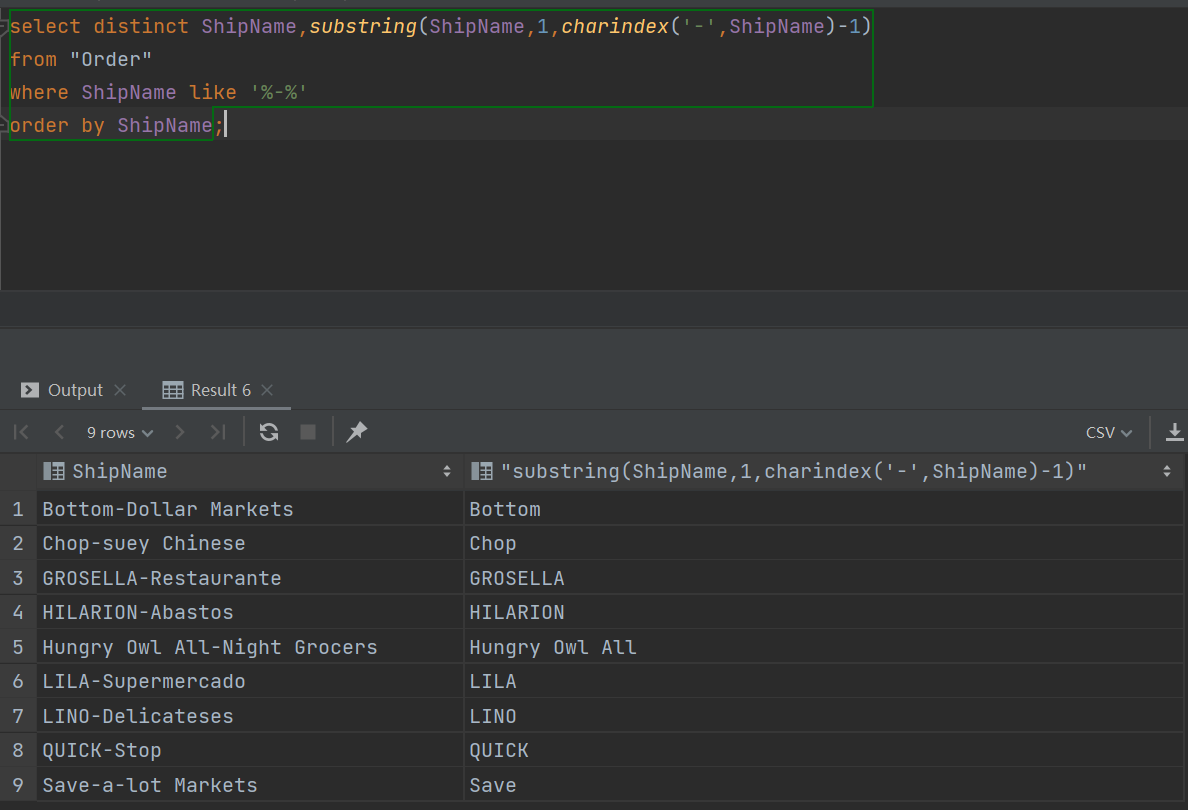 select distinct ShipName,substring(ShipName,1,charindex('-',ShipName)-1)
from "Order"
where ShipName like '%-%'
order by ShipName;
Output
Result 6
9 rows
CSV
ShipName "substring(ShipName,1,charindex('-',ShipName)-1)"
1 Bottom-Dollar Markets Bottom
2 Chop-suey Chinese Chop
3 GROSELLA-Restaurante GROSELLA
4 HILARION-Abastos HILARION
5 Hungry Owl All-Night Grocers Hungry Owl All
6 LILA-Supermercado LILA
7 LINO-Delicateses LINO
8 QUICK-Stop QUICK
9 Save-a-lot Markets Save